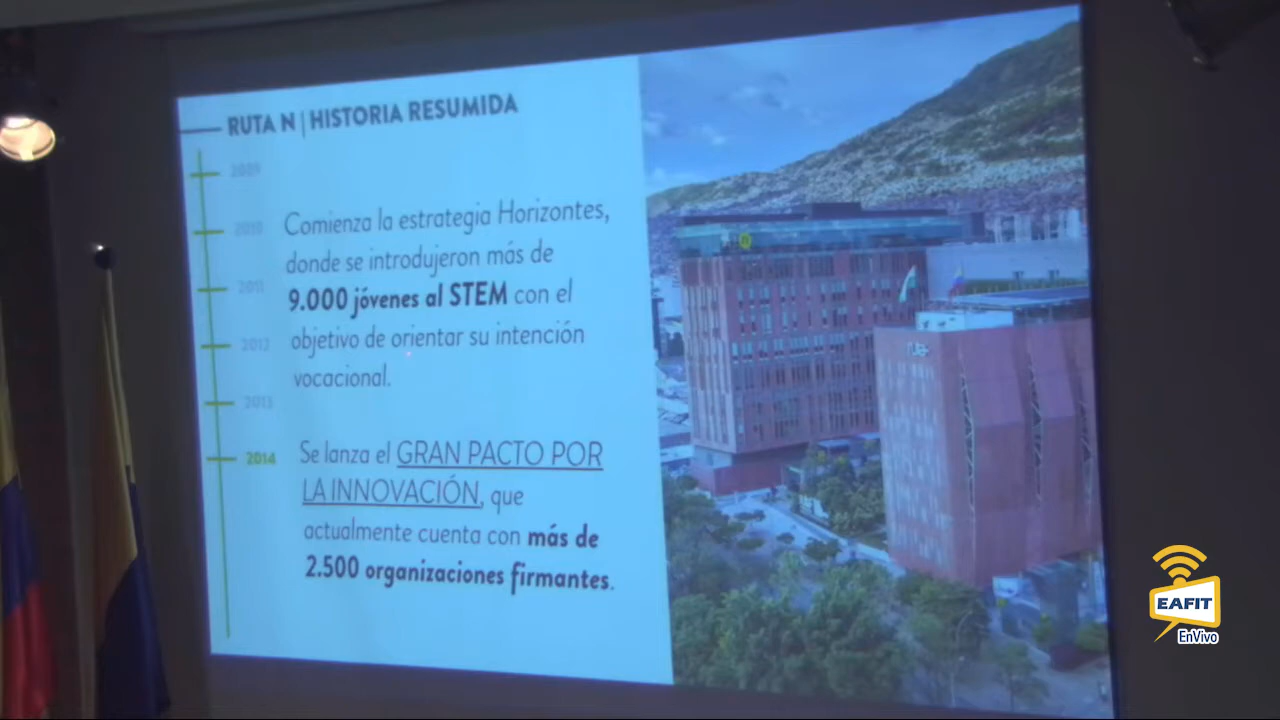 RUTA N | HISTORIA RESUMIDA
2009
2010
Comienza la estrategia Horizontes,
donde se introdujeron más de
2011
9.000 jóvenes al STEM con el
objetivo de orientar su intención
2012
vocacional.
2013
2014
Se lanza el GRAN PACTO POR
LA INNOVACIÓN, que
actualmente cuenta con más de
2.500 organizaciones firmantes.
ruta
EAFIT
EnVivo